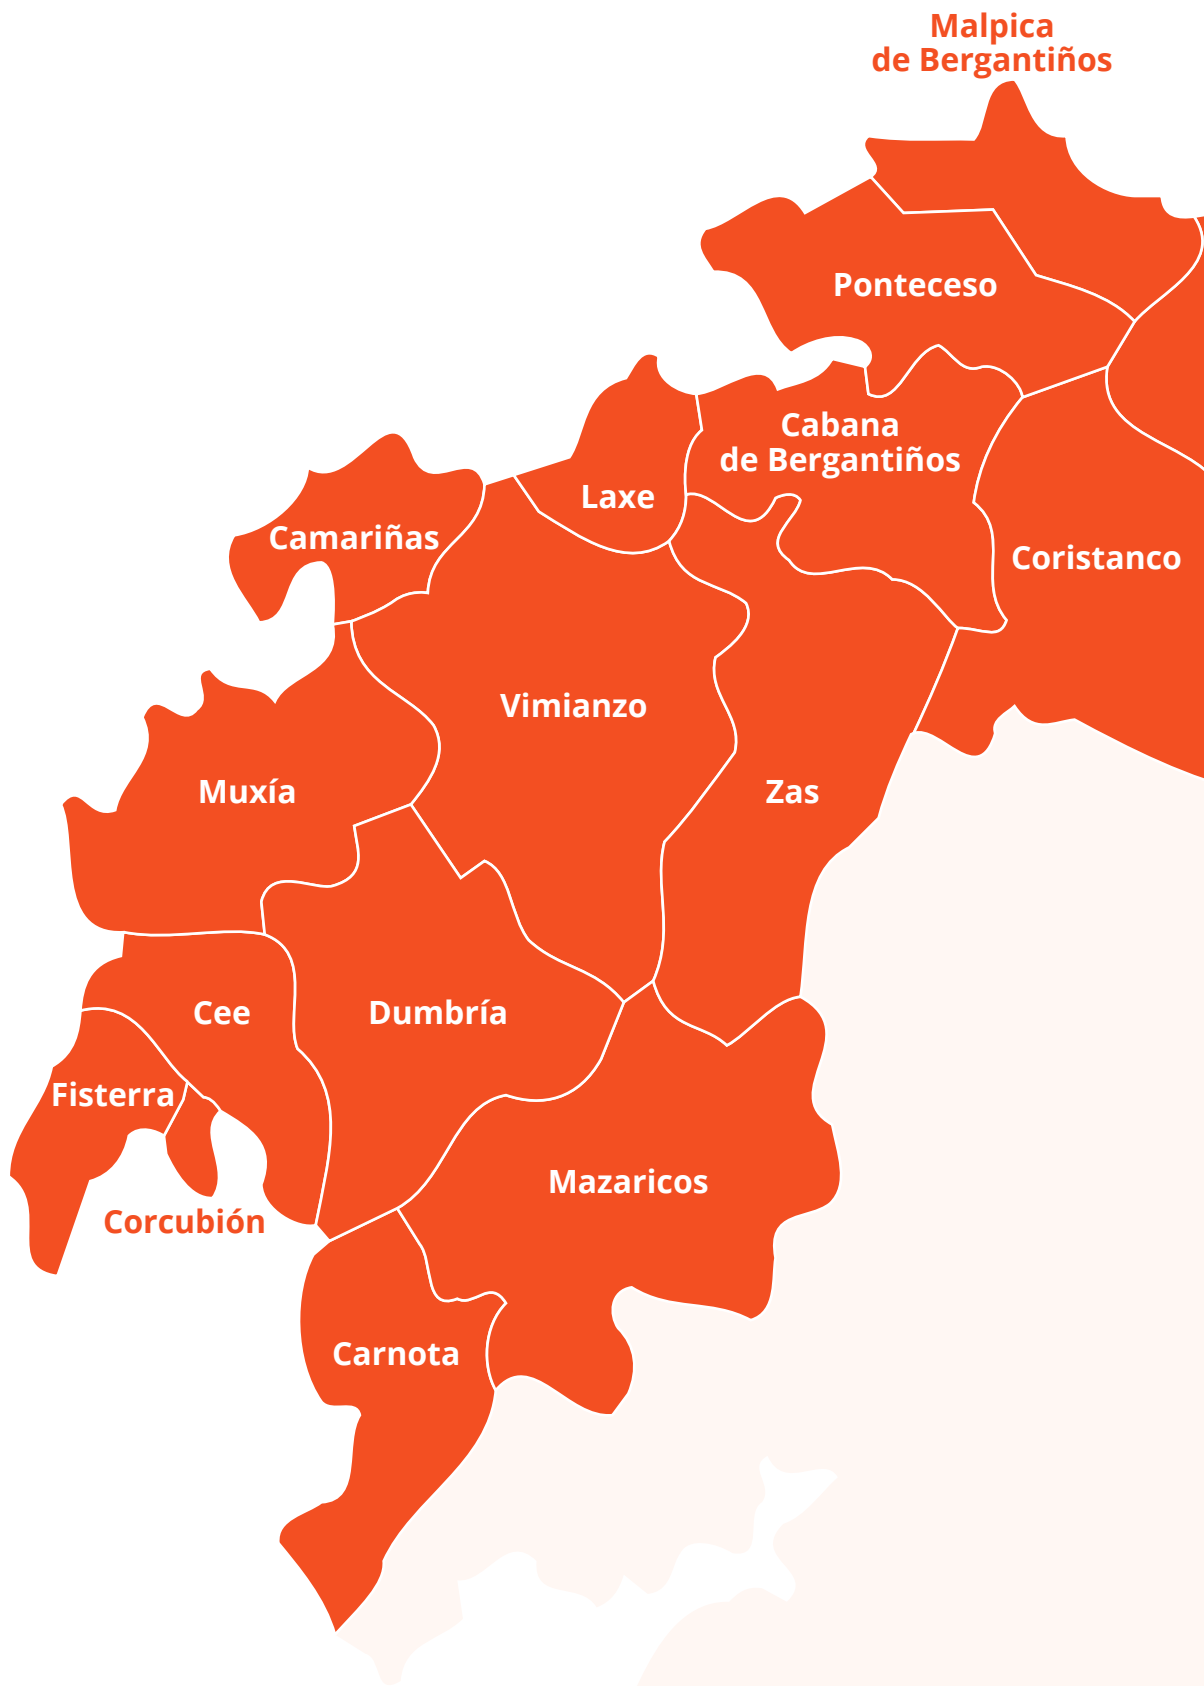 Malpica
de Bergantiños
Ponteceso
Cabana
de Bergantiños
Laxe
Camariñas
Coristanco
Vimianzo
Muxía
Zas
Cee
Dumbría
Fisterra
Mazaricos
Corcubión
Carnota